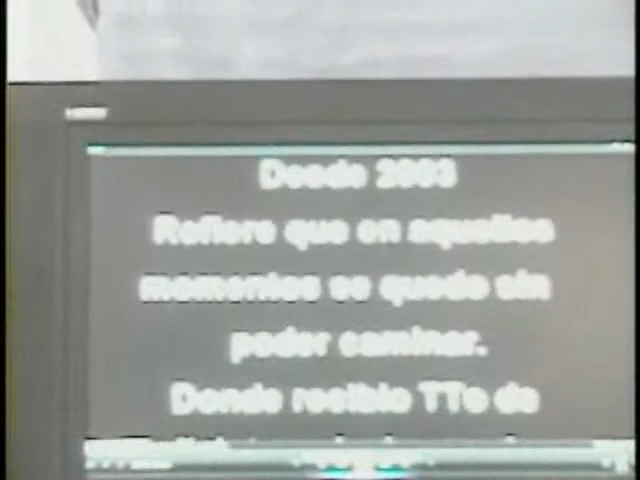 Desde 2003
Refiere que en aquellos
momentos se quedo sin
poder caminar.
Donde recibio TTo de